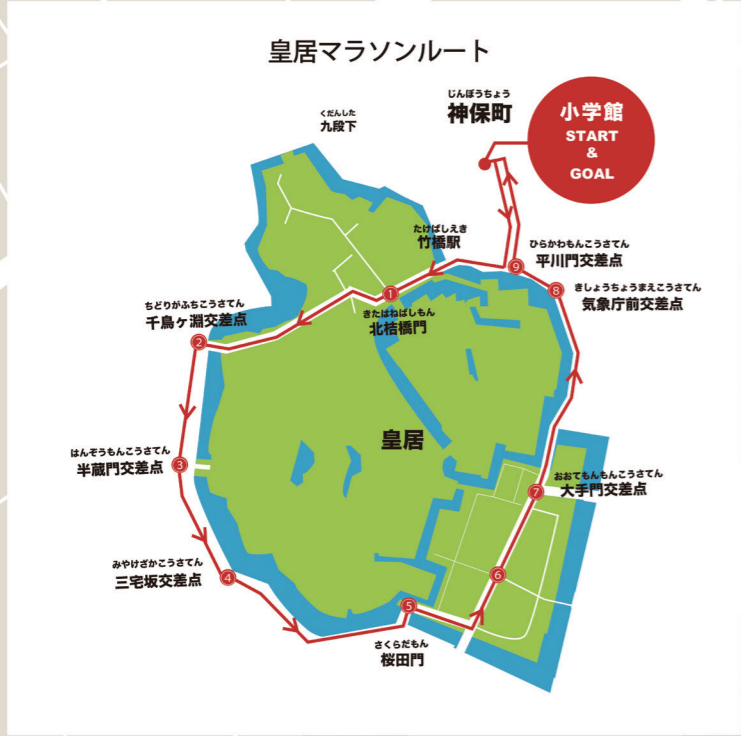 皇居マラソンルート
じんぼうちょう
神保町
小学館
START
&
GOAL
くだんした
九段下
たけばしえき
竹橋駅
ひらかわもんこうさてん
⑨ 平川門交差点
きしょうちょうまえこうさてん
⑧ 気象庁前交差点
①
きたはねばしもん
北桔橋門
ちどりがふちこうさてん
千鳥ヶ淵交差点
②
皇居
はんぞうもんこうさてん
半蔵門交差点 ③
おおてもんもんこうさてん
⑦ 大手門交差点
みやけざかこうさてん
三宅坂交差点 ④
⑥
⑤
さくらだもん
桜田門